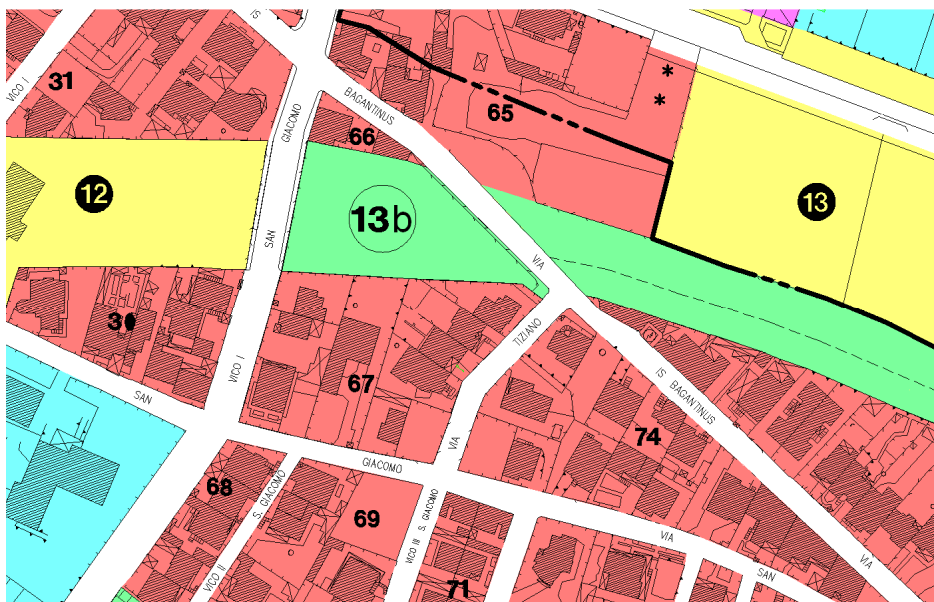 IS
BAGANTINUS
VIA
31
VICO I
GIACOMO
SAN
66
65
*
*
12
13b
13
VIA
TIZIANO
VIA
IS BAGANTINUS
VIA
VICO I
SAN
67
74
GIACOMO
68
S. GIACOMO
VICO II
69
VICO III S. GIACOMO
71
VIA
SAN